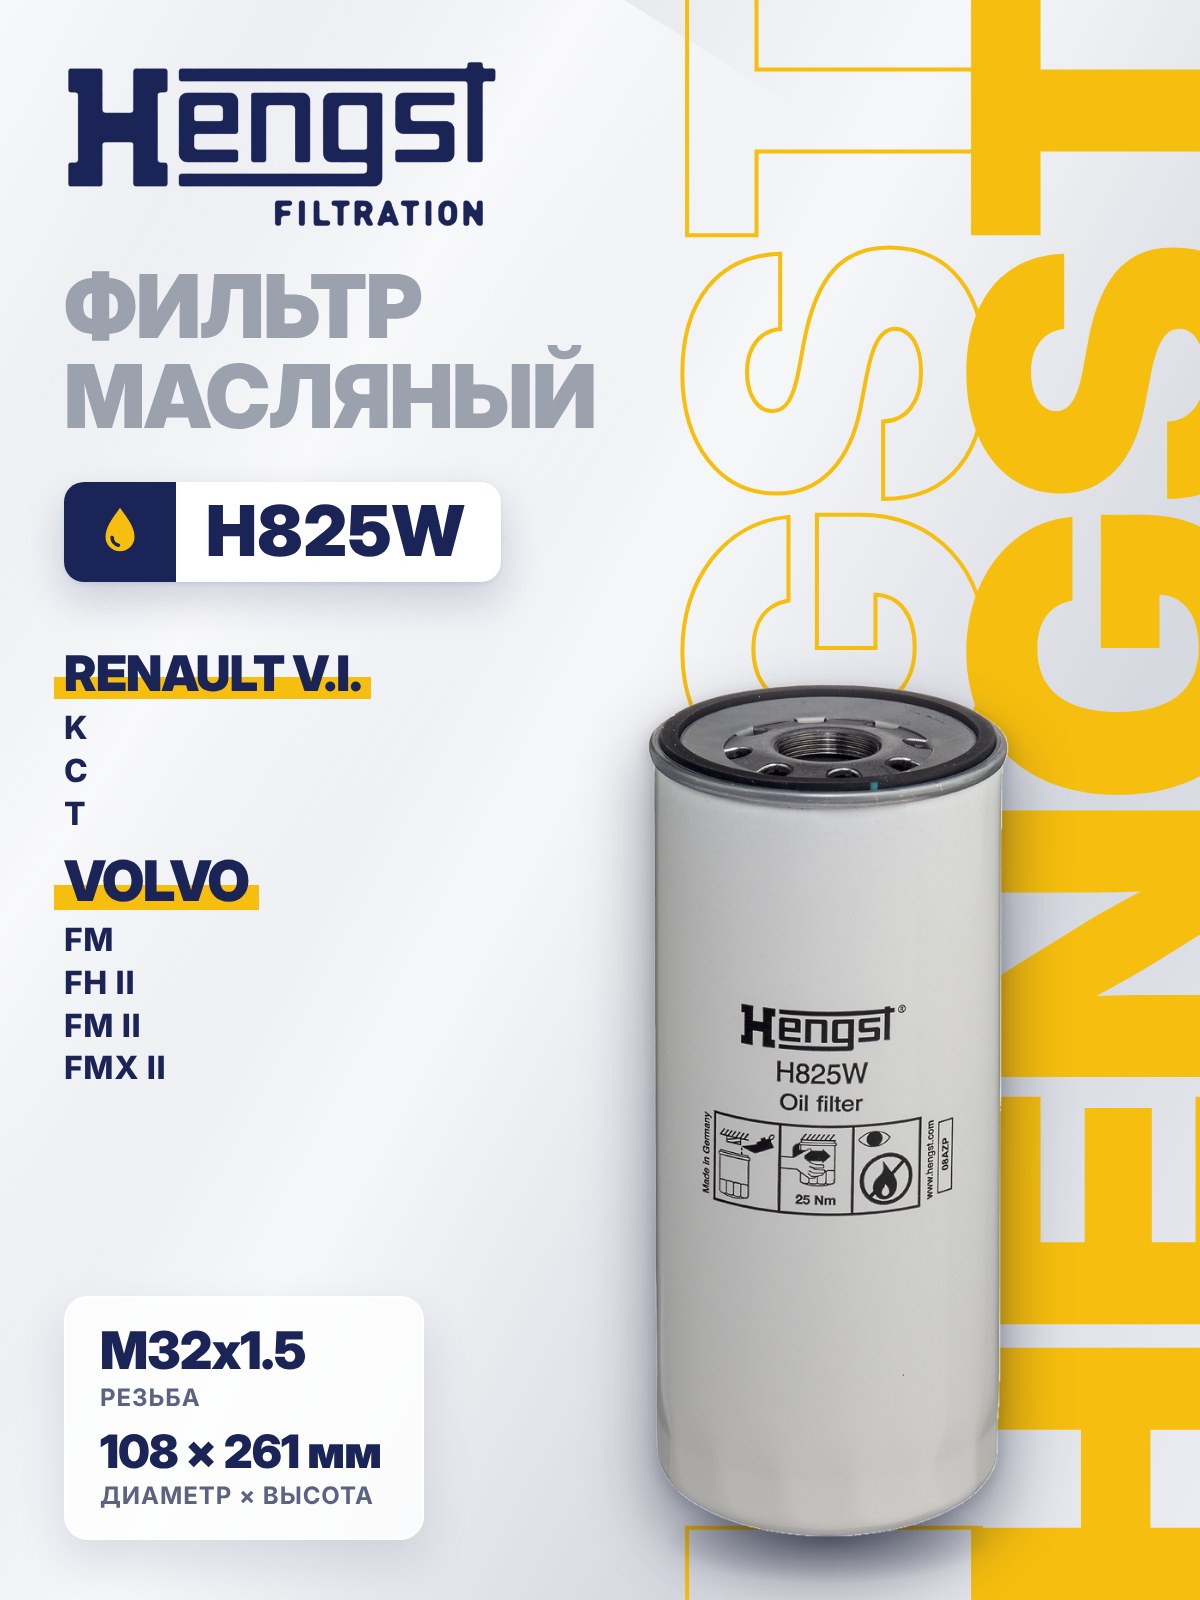 Hengst
FILTRATION
ФИЛЬТР
МАСЛЯНЫЙ
H825W
RENAULT V.I.
K
C
T
VOLVO
FM
FH II
FM II
FMX II
M32x1.5
РЕЗЬБА
108 × 261 мм
ДИАМЕТР × ВЫСОТА
HENGST
Hengst®
H825W
Oil filter
Made in Germany
25 Nm
www.hengst.com
08AZP